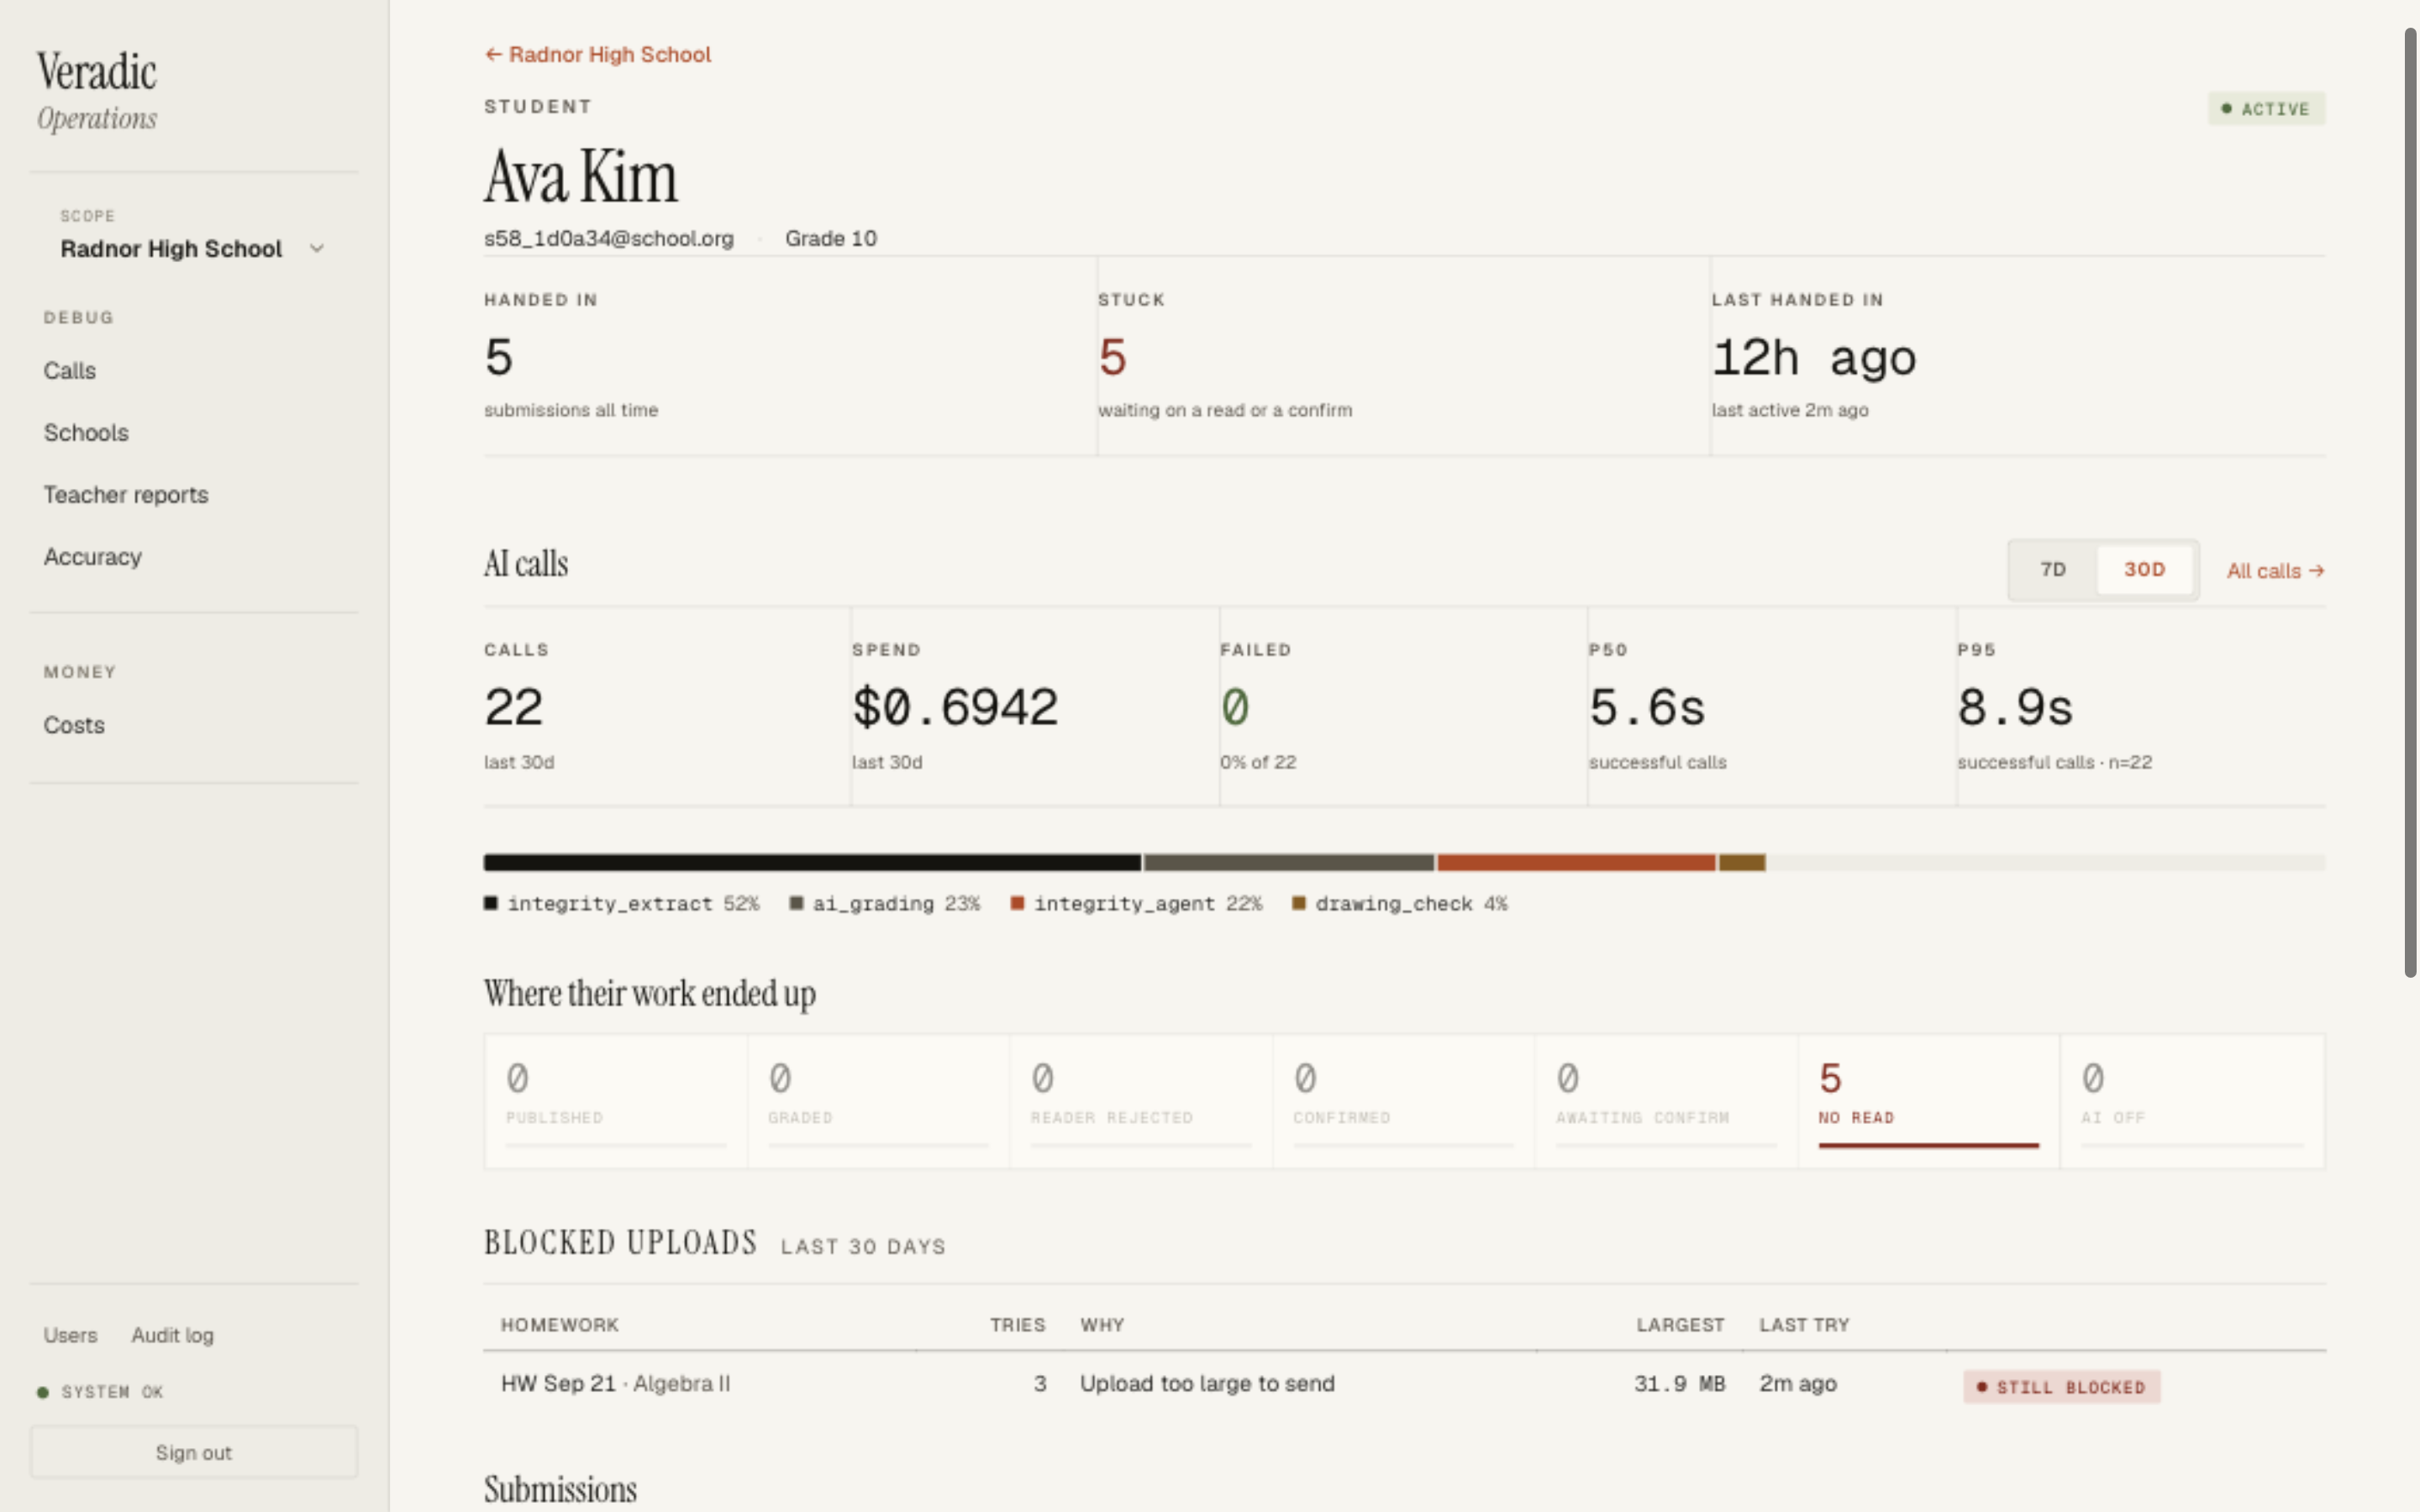 Veradic
Operations
SCOPE
Radnor High School
DEBUG
Calls
Schools
Teacher reports
Accuracy
MONEY
Costs
Users Audit log
SYSTEM OK
Sign out
← Radnor High School
STUDENT
ACTIVE
Ava Kim
s58_1d0a34@school.org · Grade 10
HANDED IN
5
submissions all time
STUCK
5
waiting on a read or a confirm
LAST HANDED IN
12h ago
last active 2m ago
AI calls
7D 30D All calls →
CALLS
22
last 30d
SPEND
$0.6942
last 30d
FAILED
0
0% of 22
P50
5.6s
successful calls
P95
8.9s
successful calls · n=22
integrity_extract 52% ai_grading 23% integrity_agent 22% drawing_check 4%
Where their work ended up
0
PUBLISHED
0
GRADED
0
READER REJECTED
0
CONFIRMED
0
AWAITING CONFIRM
5
NO READ
0
AI OFF
BLOCKED UPLOADS LAST 30 DAYS
HOMEWORK TRIES WHY LARGEST LAST TRY
HW Sep 21 · Algebra II 3 Upload too large to send 31.9 MB 2m ago STILL BLOCKED
Submissions